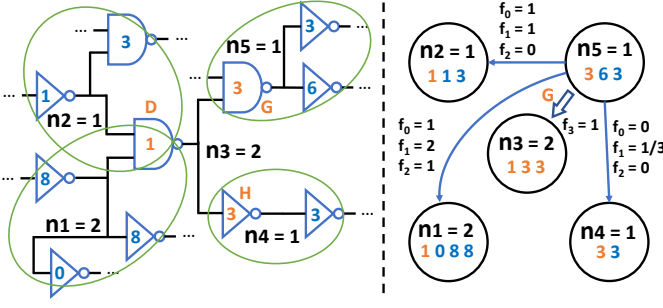 3
n5 = 1
3
1
D
3
G
6
n2 = 1
1
n3 = 2
8
H
3
3
n1 = 2
8
n4 = 1
0
f0 = 1
f1 = 1
f2 = 0
n2 = 1
1 1 3
n5 = 1
3 6 3
G
f3 = 1
n3 = 2
1 3 3
f0 = 1
f1 = 2
f2 = 1
f0 = 0
f1 = 1/3
f2 = 0
n1 = 2
1 0 8 8
n4 = 1
3 3